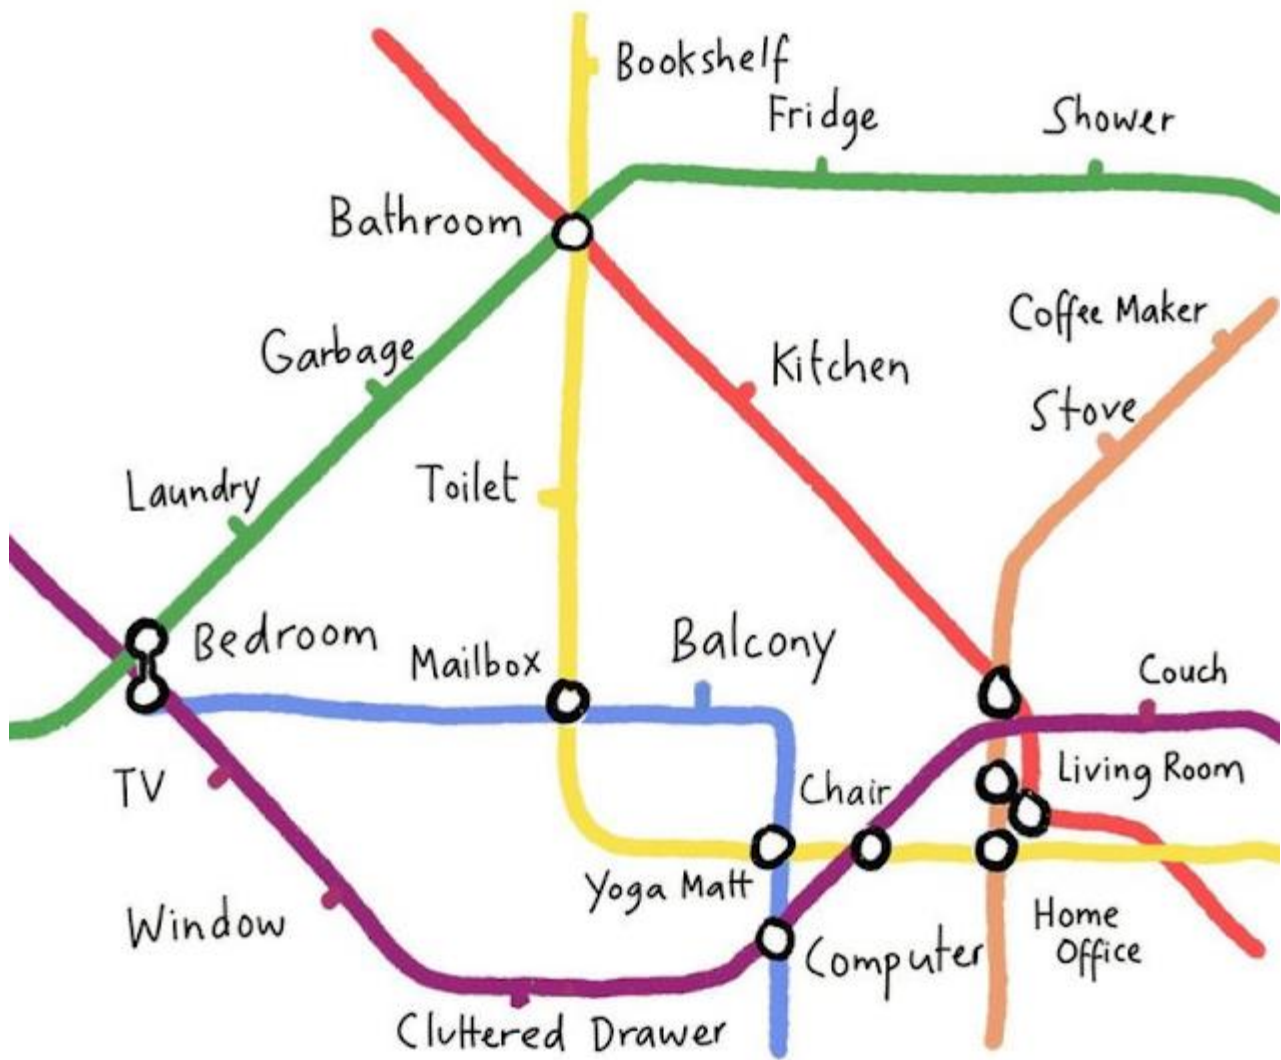 Bookshelf
Fridge
Shower
Bathroom
Coffee Maker
Garbage
Kitchen
Stove
Laundry
Toilet
Bedroom
Mailbox
Balcony
Couch
TV
Chair
Living Room
Yoga Matt
Window
Computer
Home
Office
Cluttered Drawer